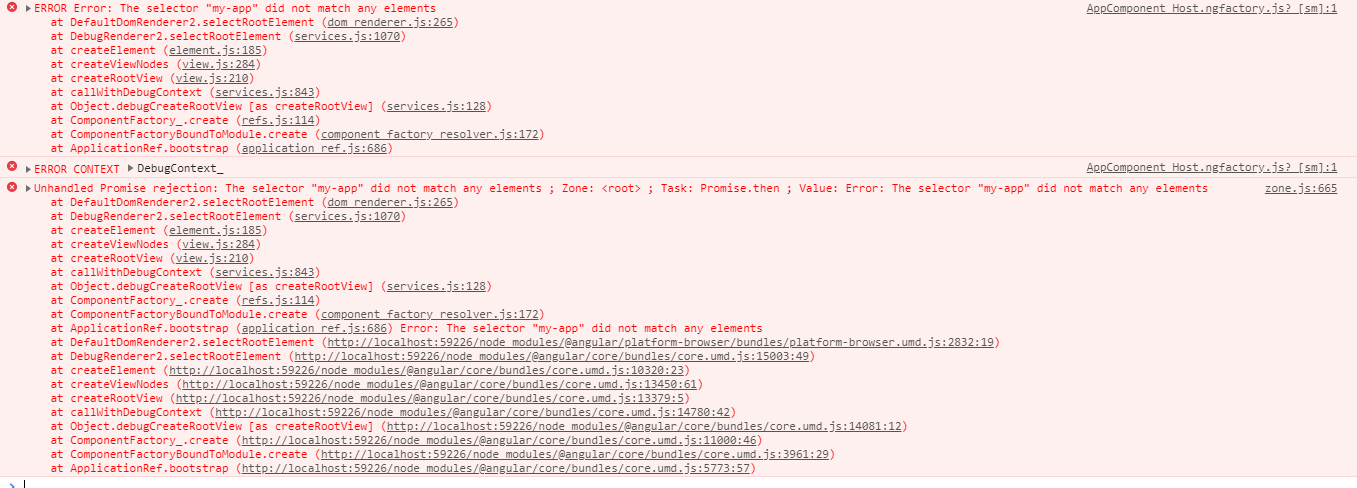 ERROR Error: The selector "my-app" did not match any elements AppComponent_Host.ngfactory.js? [sm]:1
at DefaultDomRenderer2.selectRootElement (dom_renderer.js:265)
at DebugRenderer2.selectRootElement (services.js:1070)
at createElement (element.js:185)
at createViewNodes (view.js:284)
at createRootView (view.js:210)
at callWithDebugContext (services.js:843)
at Object.debugCreateRootView [as createRootView] (services.js:128)
at ComponentFactory_.create (refs.js:114)
at ComponentFactoryBoundToModule.create (component_factory_resolver.js:172)
at ApplicationRef.bootstrap (application_ref.js:686)
ERROR CONTEXT DebugContext_ AppComponent_Host.ngfactory.js? [sm]:1
Unhandled Promise rejection: The selector "my-app" did not match any elements ; Zone: <root> ; Task: Promise.then ; Value: Error: The selector "my-app" did not match any elements zone.js:665
at DefaultDomRenderer2.selectRootElement (dom_renderer.js:265)
at DebugRenderer2.selectRootElement (services.js:1070)
at createElement (element.js:185)
at createViewNodes (view.js:284)
at createRootView (view.js:210)
at callWithDebugContext (services.js:843)
at Object.debugCreateRootView [as createRootView] (services.js:128)
at ComponentFactory_.create (refs.js:114)
at ComponentFactoryBoundToModule.create (component_factory_resolver.js:172)
at ApplicationRef.bootstrap (application_ref.js:686) Error: The selector "my-app" did not match any elements
at DefaultDomRenderer2.selectRootElement (http://localhost:59226/node_modules/@angular/platform-browser/bundles/platform-browser.umd.js:2832:19)
at DebugRenderer2.selectRootElement (http://localhost:59226/node_modules/@angular/core/bundles/core.umd.js:15003:49)
at createElement (http://localhost:59226/node_modules/@angular/core/bundles/core.umd.js:10320:23)
at createViewNodes (http://localhost:59226/node_modules/@angular/core/bundles/core.umd.js:13450:61)
at createRootView (http://localhost:59226/node_modules/@angular/core/bundles/core.umd.js:13379:5)
at callWithDebugContext (http://localhost:59226/node_modules/@angular/core/bundles/core.umd.js:14780:42)
at Object.debugCreateRootView [as createRootView] (http://localhost:59226/node_modules/@angular/core/bundles/core.umd.js:14081:12)
at ComponentFactory_.create (http://localhost:59226/node_modules/@angular/core/bundles/core.umd.js:11000:46)
at ComponentFactoryBoundToModule.create (http://localhost:59226/node_modules/@angular/core/bundles/core.umd.js:3961:29)
at ApplicationRef.bootstrap (http://localhost:59226/node_modules/@angular/core/bundles/core.umd.js:5773:57)